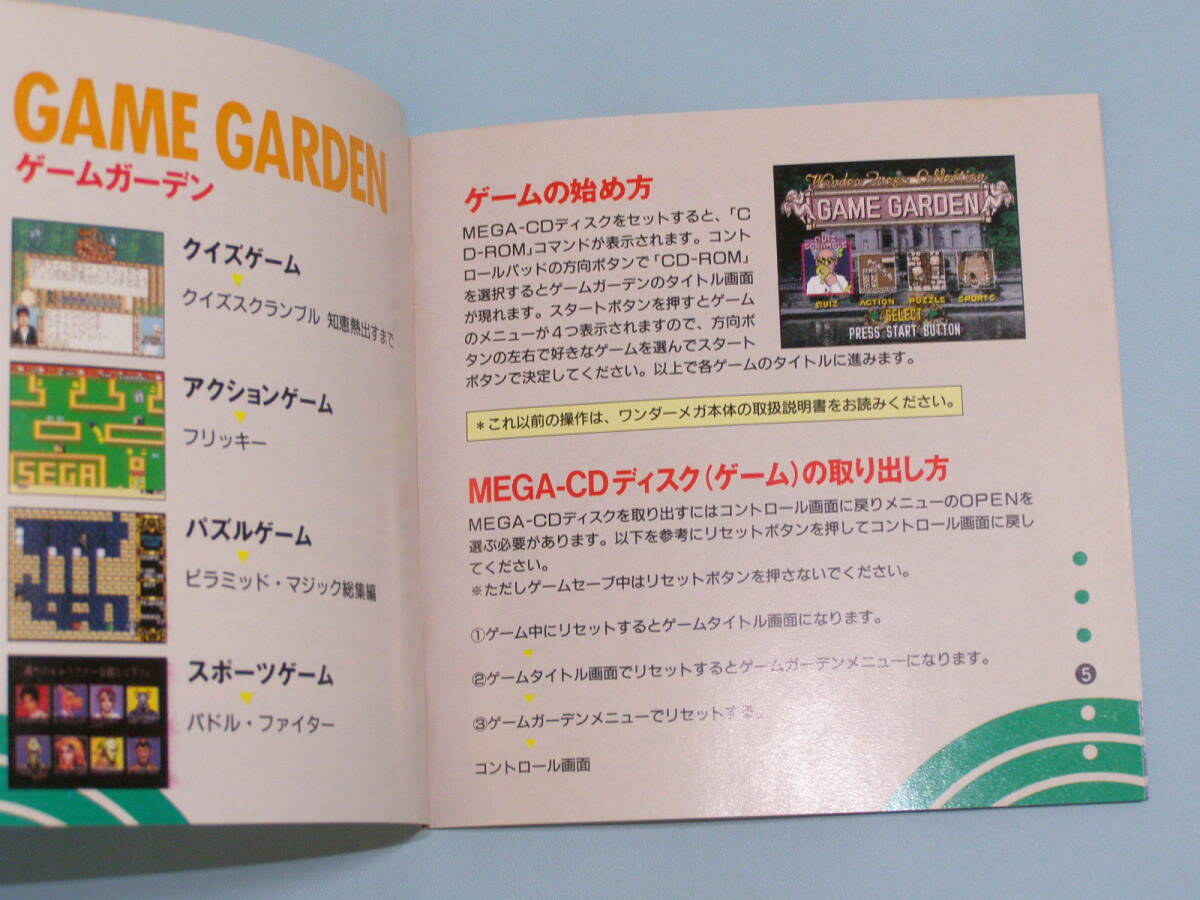 GAME GARDEN
ゲームガーデン
クイズゲーム
クイズスクランブル 知恵熱出すまで
アクションゲーム
フリッキー
SEGA
パズルゲーム
ピラミッド・マジック総集編
スポーツゲーム
パドル・ファイター
ゲームの始め方
MEGA-CDディスクをセットすると、「C
D-ROM」コマンドが表示されます。コント
ロールパッドの方向ボタンで「CD-ROM」
を選択するとゲームガーデンのタイトル画面
が現れます。スタートボタンを押すとゲーム
のメニューが4つ表示されますので、方向ボ
タンの左右で好きなゲームを選んでスタート
ボタンで決定してください。以上で各ゲームのタイトルに進みます。
Collection
GAME GARDEN
QUIZ
SCRAMBLE
QUIZ ACTION PUZZLE SPORTS
SELECT
PRESS START BUTTON
＊これ以前の操作は、ワンダーメガ本体の取扱説明書をお読みください。
MEGA-CDディスク(ゲーム)の取り出し方
MEGA-CDディスクを取り出すにはコントロール画面に戻りメニューのOPENを
選ぶ必要があります。以下を参考にリセットボタンを押してコントロール画面に戻し
てください。
※ただしゲームセーブ中はリセットボタンを押さないでください。
①ゲーム中にリセットするとゲームタイトル画面になります。
②ゲームタイトル画面でリセットするとゲームガーデンメニューになります。
③ゲームガーデンメニューでリセットする。
コントロール画面
5